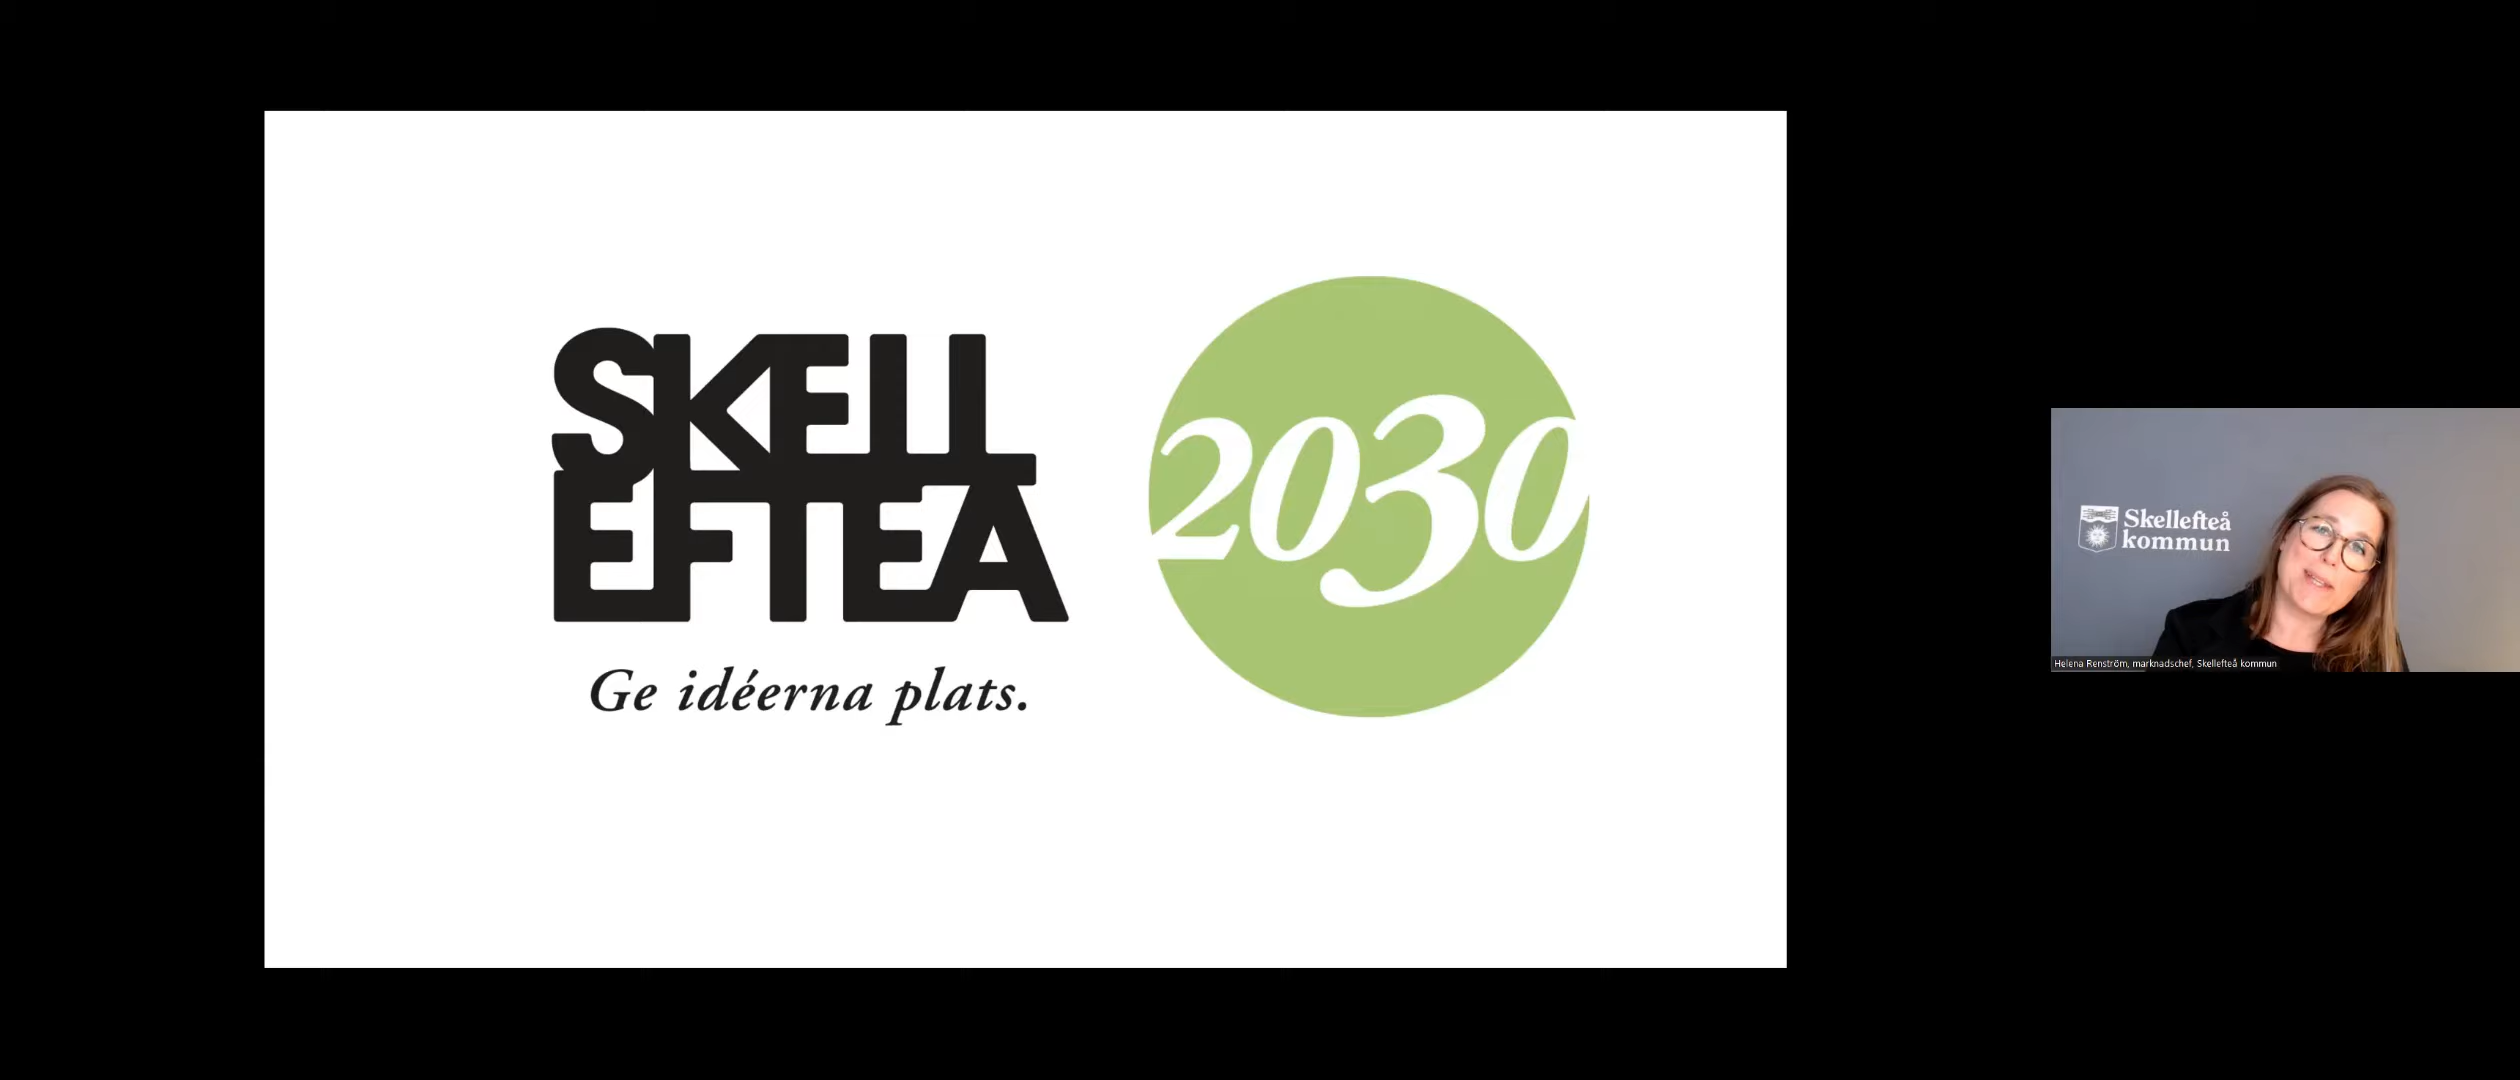 SKELL
EFTEA
Ge idéerna plats.
2030
Skellefteå
kommun
Helena Renström, marknadschef, Skellefteå kommun